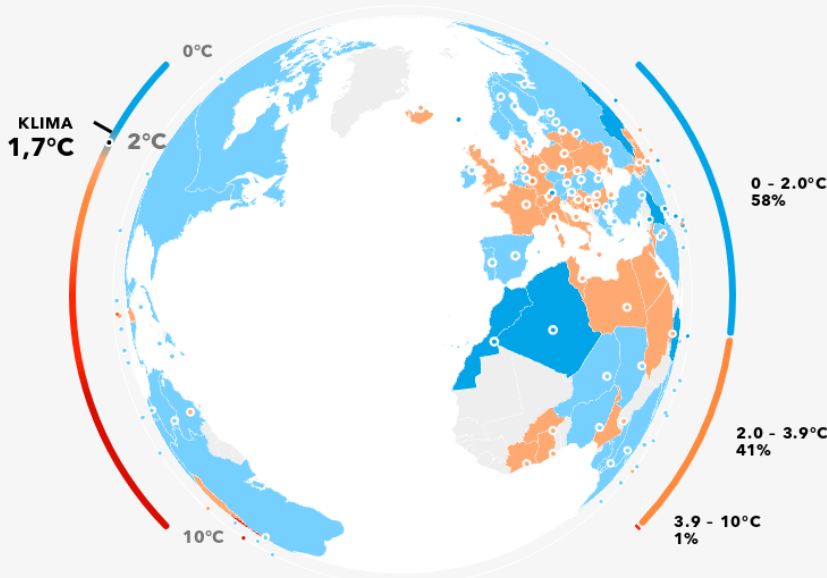 0°C
KLIMA
1,7°C
2°C
0 – 2.0°C
58%
2.0 – 3.9°C
41%
10°C
3.9 – 10°C
1%